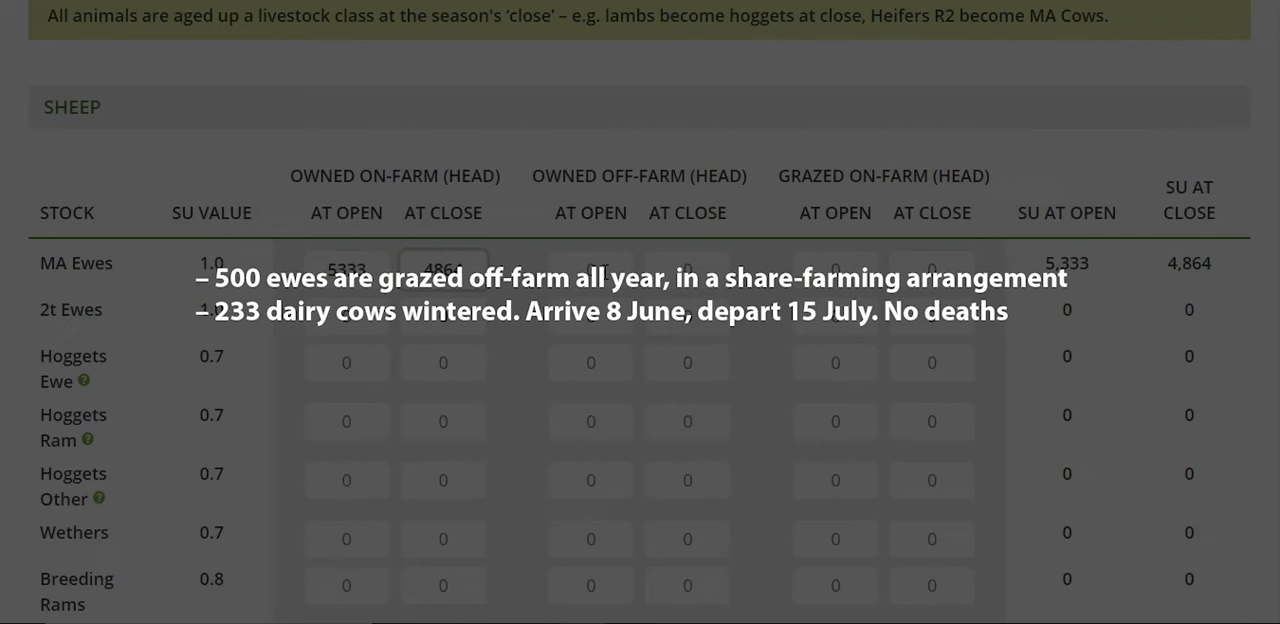 All animals are aged up a livestock class at the season's ‘close’ – e.g. lambs become hoggets at close, Heifers R2 become MA Cows.
SHEEP
OWNED ON-FARM (HEAD) OWNED OFF-FARM (HEAD) GRAZED ON-FARM (HEAD)
STOCK SU VALUE AT OPEN AT CLOSE AT OPEN AT CLOSE AT OPEN AT CLOSE SU AT OPEN SU AT CLOSE
MA Ewes 1.0 5333 4864 0 0 5,333 4,864
– 500 ewes are grazed off-farm all year, in a share-farming arrangement
– 233 dairy cows wintered. Arrive 8 June, depart 15 July. No deaths
2t Ewes 0 0
Hoggets Ewe 0.7 0 0 0 0 0 0 0 0
Hoggets Ram 0.7 0 0 0 0 0 0 0 0
Hoggets Other 0.7 0 0 0 0 0 0 0 0
Wethers 0.7 0 0 0 0 0 0 0 0
Breeding Rams 0.8 0 0 0 0 0 0 0 0